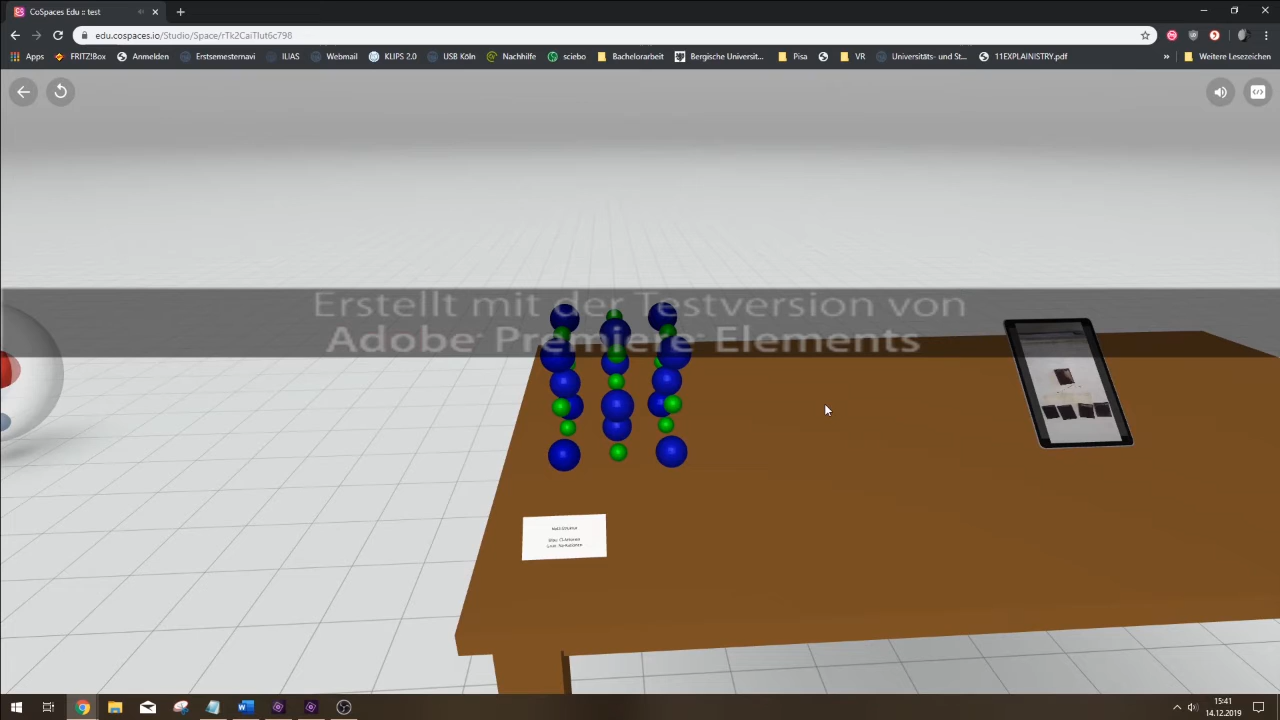 CoSpaces Edu :: test
edu.cospaces.io/Studio/Space/rTk2CaiTlut6c798
Apps FRITZ!Box Anmelden Erstsemesternavi ILIAS Webmail KLIPS 2.0 USB Köln Nachhilfe sciebo Bachelorarbeit Bergische Universit... Pisa VR Universitäts- und St... 11EXPLAINISTRY.pdf » Weitere Lesezeichen
Erstellt mit der Testversion von
Adobe Premiere Elements
15:41
14.12.2019